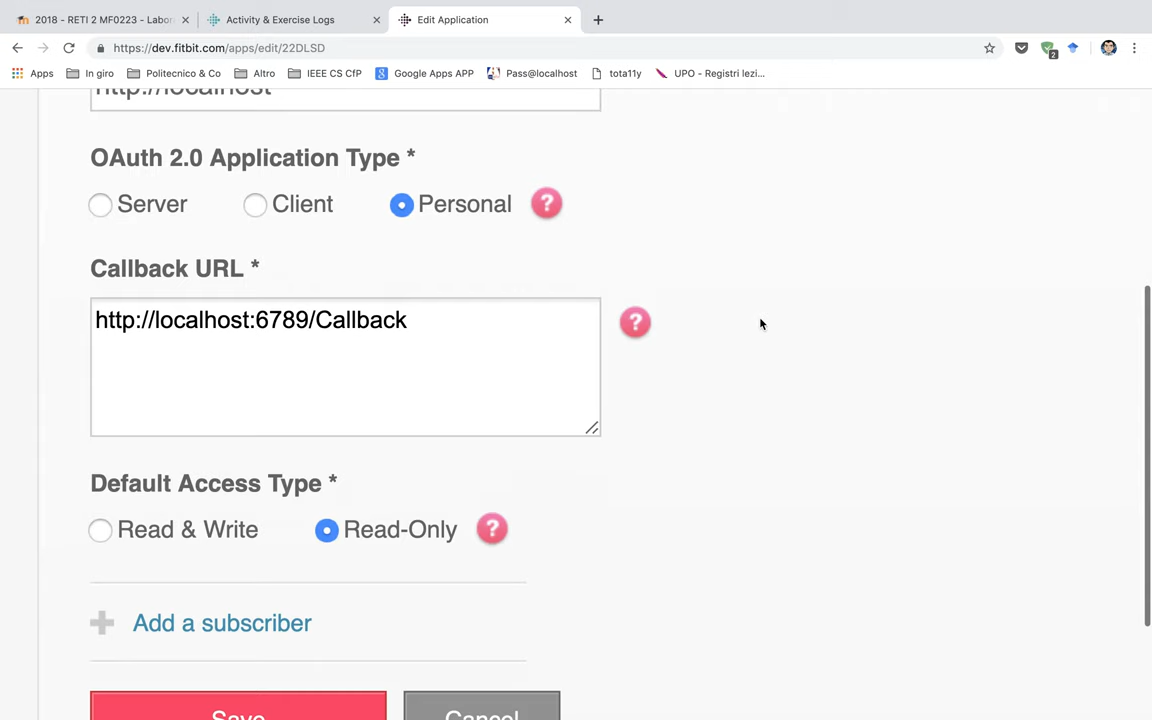 2018 - RETI 2 MF0223 - Labor
Activity & Exercise Logs
Edit Application
https://dev.fitbit.com/apps/edit/22DLSD
2
Apps
In giro
Politecnico & Co
Altro
IEEE CS CfP
Google Apps APP
Pass@localhost
tota11y
UPO - Registri lezi...
http://localhost
OAuth 2.0 Application Type *
Server
Client
Personal
?
Callback URL *
http://localhost:6789/Callback
?
Default Access Type *
Read & Write
Read-Only
?
Add a subscriber
Save
Cancel